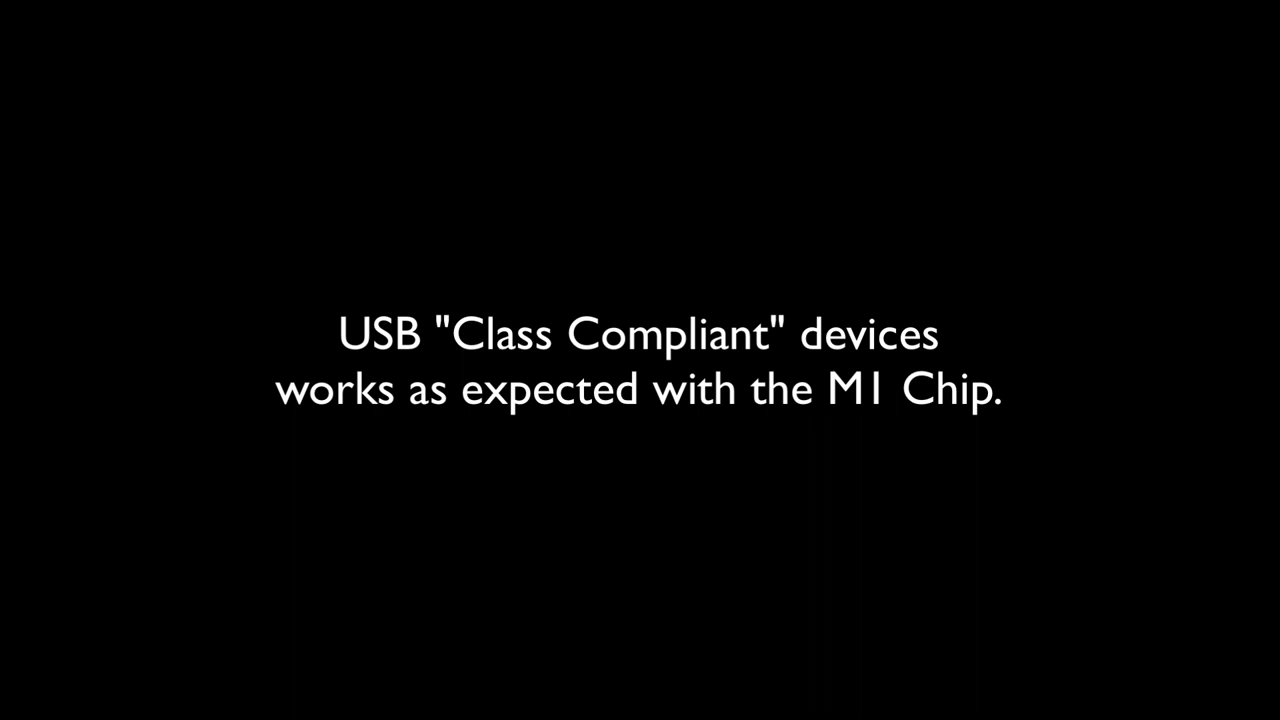 USB "Class Compliant" devices
works as expected with the M1 Chip.